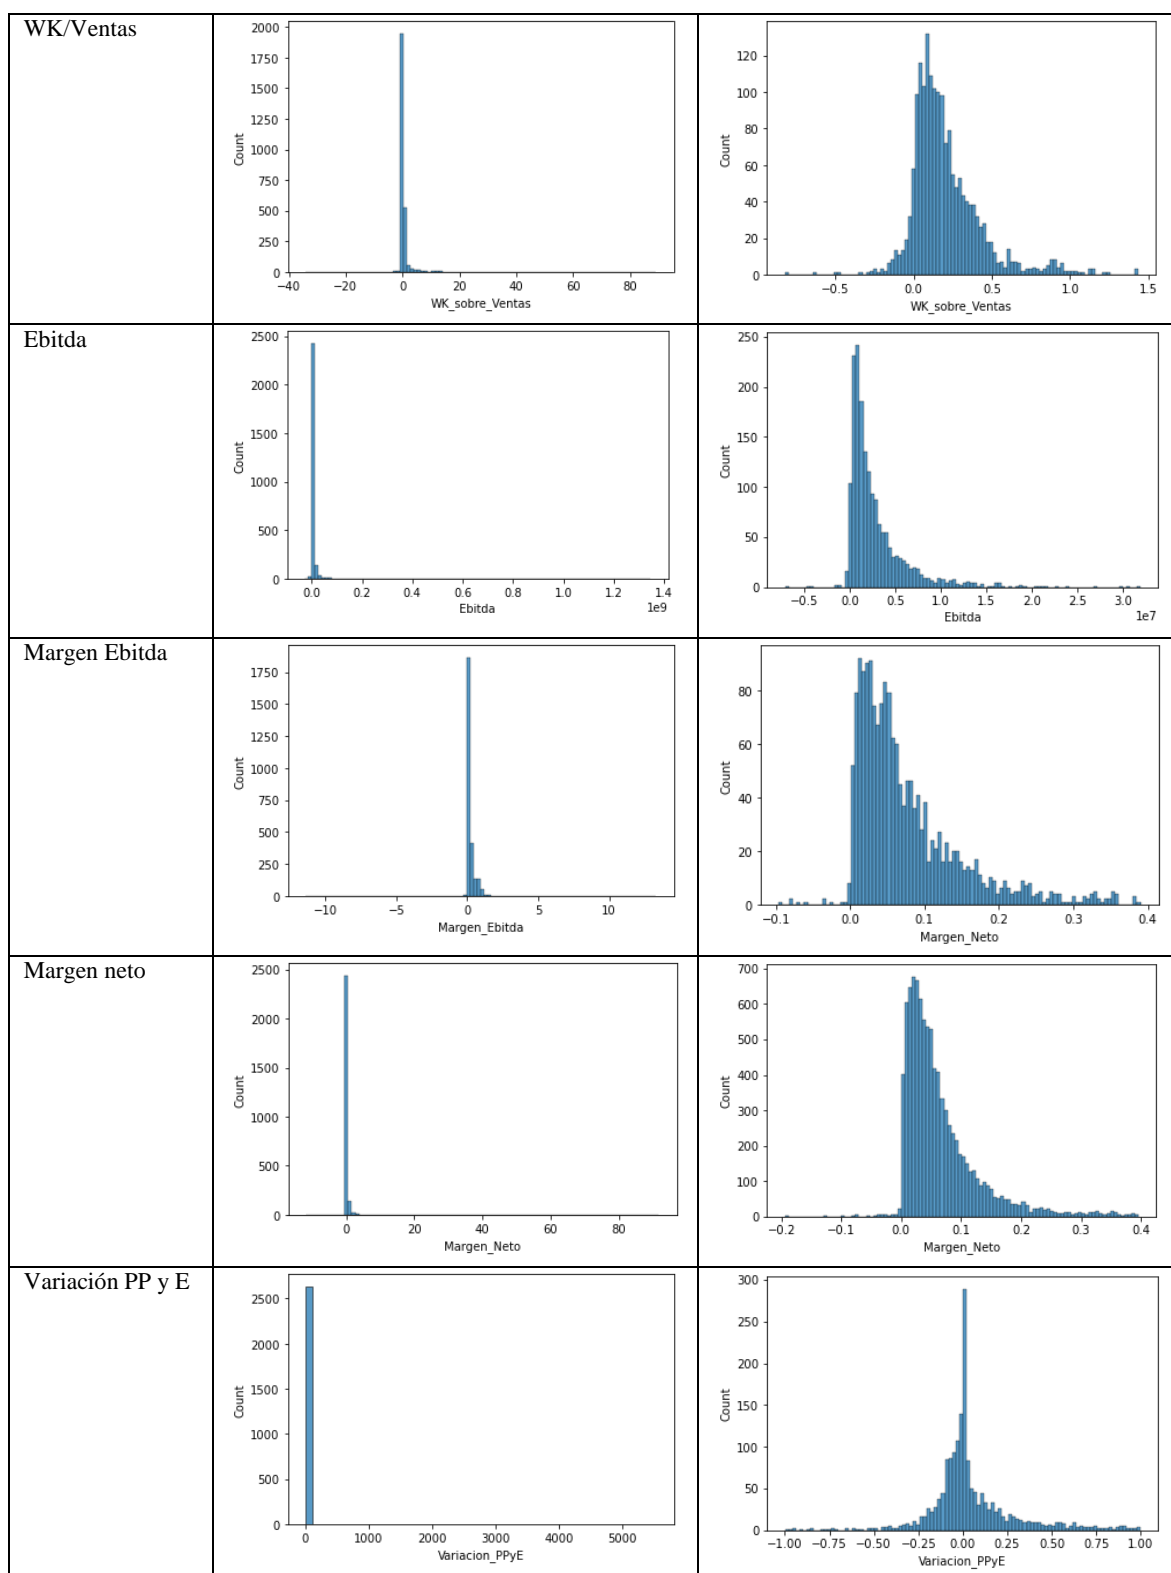 WK/Ventas
2000
1750
1500
1250
1000
750
500
250
0
Count
−40 −20 0 20 40 60 80
WK_sobre_Ventas
120
100
80
60
40
20
0
Count
−0.5 0.0 0.5 1.0 1.5
WK_sobre_Ventas
Ebitda
2500
2000
1500
1000
500
0
Count
0.0 0.2 0.4 0.6 0.8 1.0 1.2 1.4
Ebitda
1e9
250
200
150
100
50
0
Count
−0.5 0.0 0.5 1.0 1.5 2.0 2.5 3.0
Ebitda
1e7
Margen Ebitda
1750
1500
1250
1000
750
500
250
0
Count
−10 −5 0 5 10
Margen_Ebitda
80
60
40
20
0
Count
−0.1 0.0 0.1 0.2 0.3 0.4
Margen_Neto
Margen neto
2500
2000
1500
1000
500
0
Count
0 20 40 60 80
Margen_Neto
700
600
500
400
300
200
100
0
Count
−0.2 −0.1 0.0 0.1 0.2 0.3 0.4
Margen_Neto
Variación PP y E
2500
2000
1500
1000
500
0
Count
0 1000 2000 3000 4000 5000
Variacion_PPyE
300
250
200
150
100
50
0
Count
−1.00 −0.75 −0.50 −0.25 0.00 0.25 0.50 0.75 1.00
Variacion_PPyE